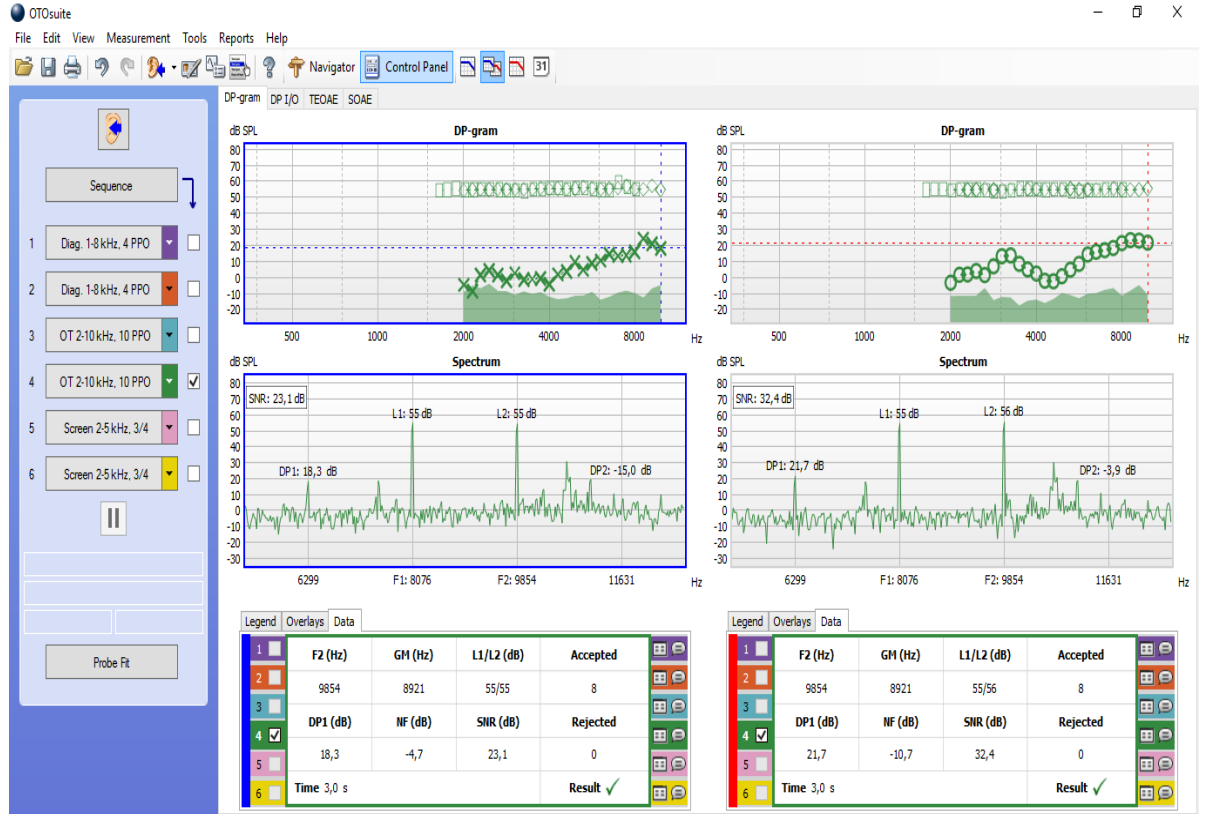 OTOsuite
File Edit View Measurement Tools Reports Help
Navigator Control Panel 31
DP-gram DP I/O TEOAE SOAE
Sequence
1 Diag. 1-8 kHz, 4 PPO
2 Diag. 1-8 kHz, 4 PPO
3 OT 2-10 kHz, 10 PPO
4 OT 2-10 kHz, 10 PPO
5 Screen 2-5 kHz, 3/4
6 Screen 2-5 kHz, 3/4
Probe Fit
dB SPL DP-gram
80
70
60
50
40
30
20
10
0
-10
-20
500 1000 2000 4000 8000 Hz
dB SPL DP-gram
80
70
60
50
40
30
20
10
0
-10
-20
500 1000 2000 4000 8000 Hz
dB SPL Spectrum
80
70
60
50
40
30
20
10
0
-10
-20
-30
SNR: 23,1 dB
L1: 55 dB L2: 55 dB
DP1: 18,3 dB DP2: -15,0 dB
6299 F1: 8076 F2: 9854 11631 Hz
dB SPL Spectrum
80
70
60
50
40
30
20
10
0
-10
-20
-30
SNR: 32,4 dB
L1: 55 dB L2: 56 dB
DP1: 21,7 dB DP2: -3,9 dB
6299 F1: 8076 F2: 9854 11631 Hz
Legend Overlays Data
1
2
3
4
5
6
F2 (Hz) GM (Hz) L1/L2 (dB) Accepted
9854 8921 55/55 8
DP1 (dB) NF (dB) SNR (dB) Rejected
18,3 -4,7 23,1 0
Time 3,0 s Result
Legend Overlays Data
1
2
3
4
5
6
F2 (Hz) GM (Hz) L1/L2 (dB) Accepted
9854 8921 55/56 8
DP1 (dB) NF (dB) SNR (dB) Rejected
21,7 -10,7 32,4 0
Time 3,0 s Result